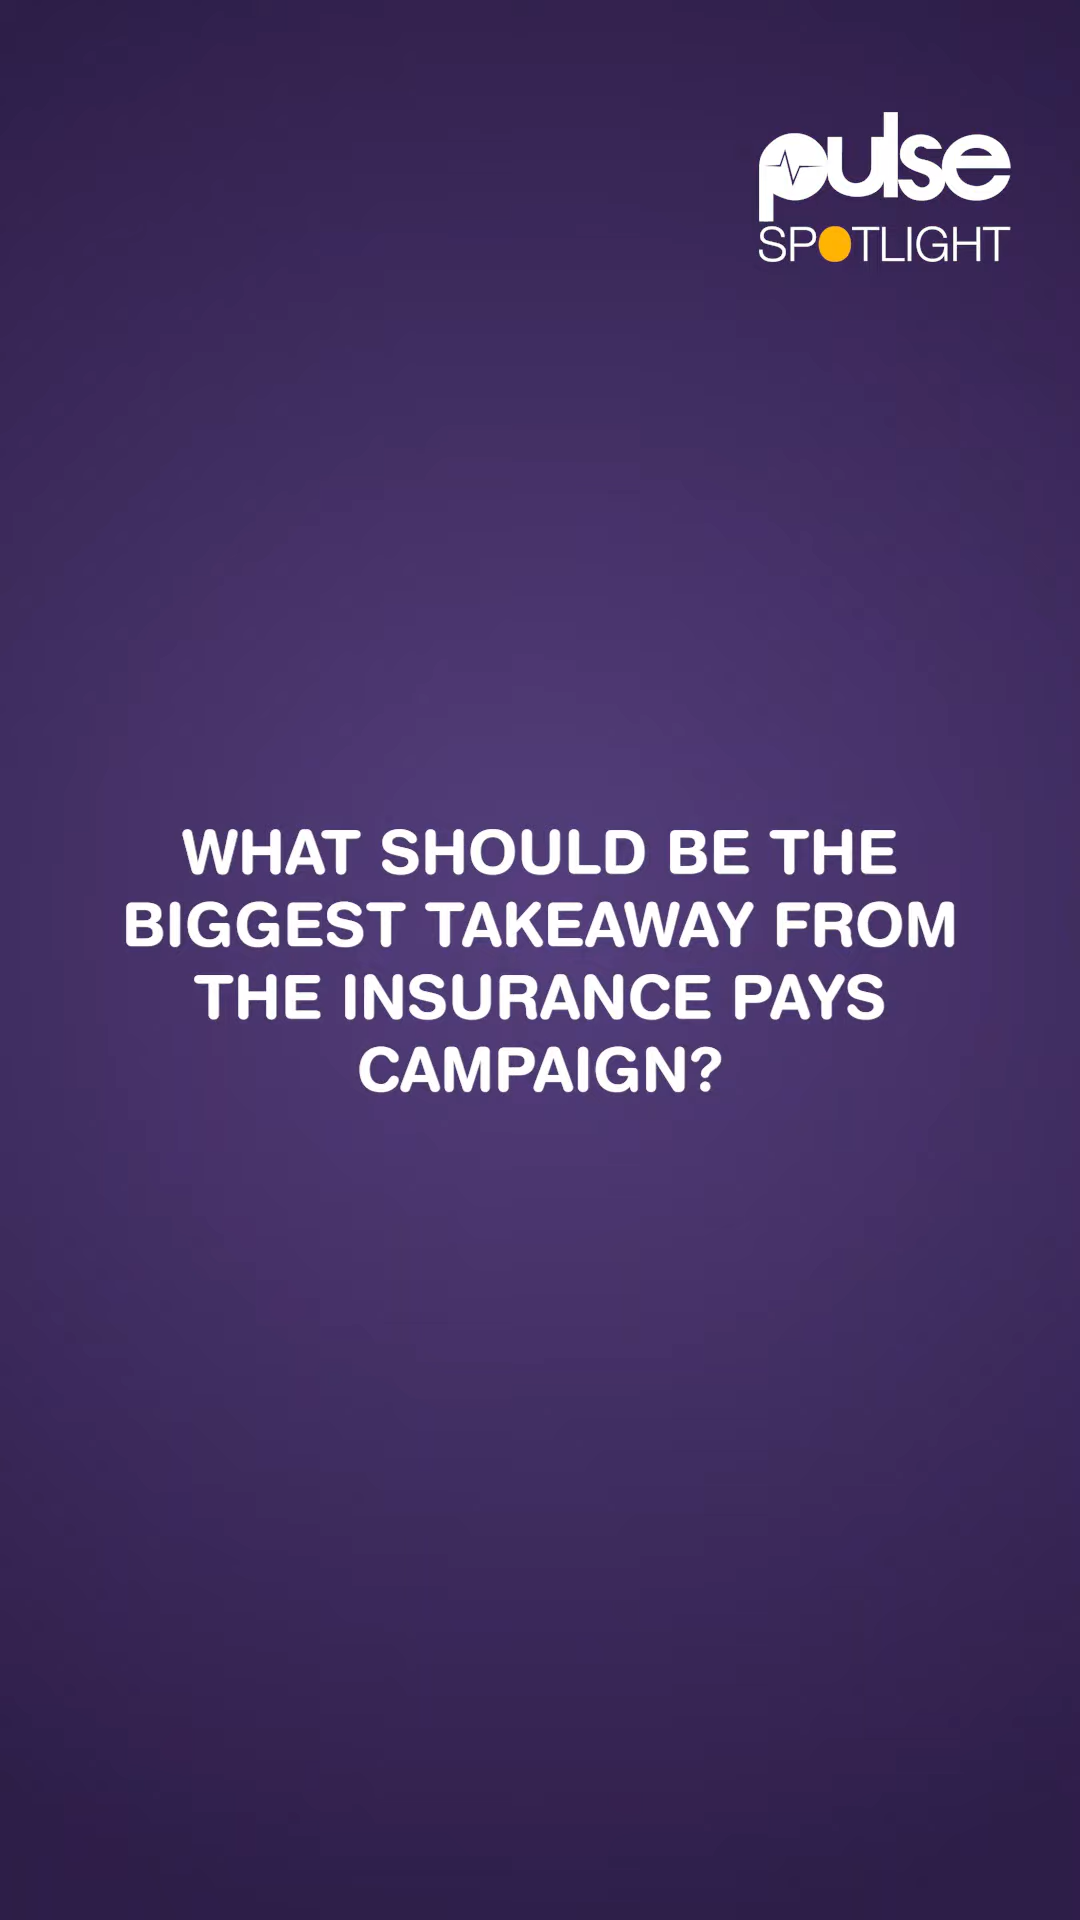 pulse
SPOTLIGHT
WHAT SHOULD BE THE
BIGGEST TAKEAWAY FROM
THE INSURANCE PAYS
CAMPAIGN?